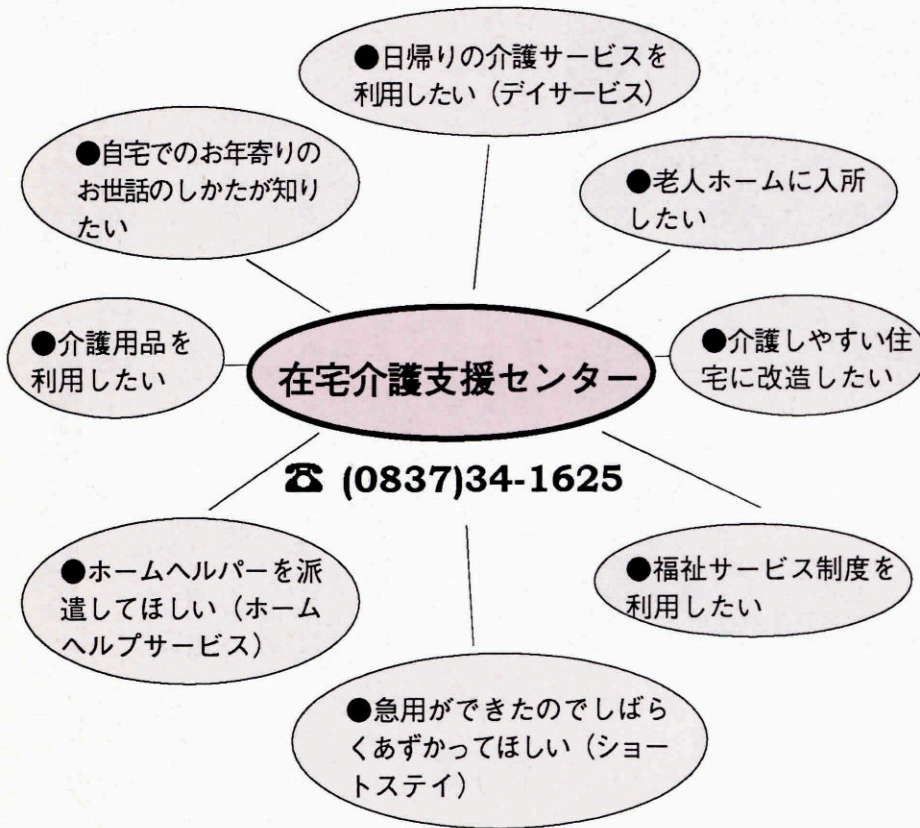 ●日帰りの介護サービスを
利用したい（デイサービス）
●自宅でのお年寄りの
お世話のしかたが知り
たい
●老人ホームに入所
したい
●介護用品を
利用したい
在宅介護支援センター
●介護しやすい住
宅に改造したい
☎ (0837)34-1625
●ホームヘルパーを派
遣してほしい（ホーム
ヘルプサービス）
●福祉サービス制度を
利用したい
●急用ができたのでしばら
くあずかってほしい（ショー
トステイ）